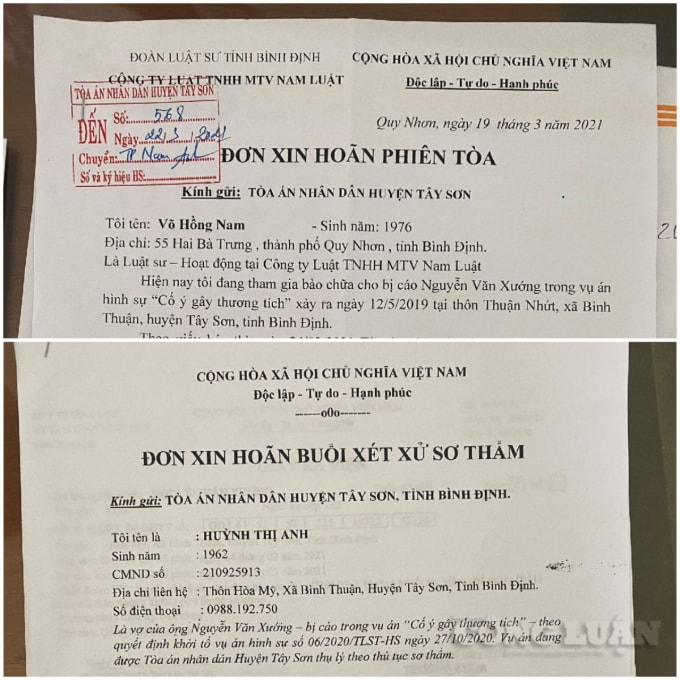 ĐOÀN LUẬT SƯ TỈNH BÌNH ĐỊNH
CÔNG TY LUẬT TNHH MTV NAM LUẬT
CỘNG HÒA XÃ HỘI CHỦ NGHĨA VIỆT NAM
Độc lập - Tự do - Hạnh phúc
TÒA ÁN NHÂN DÂN HUYỆN TÂY SƠN
ĐẾN
Số: 568
Ngày 22/3/2021
Chuyển:
Số và ký hiệu HS:
Quy Nhơn, ngày 19 tháng 3 năm 2021
ĐƠN XIN HOÃN PHIÊN TÒA
Kính gửi: TÒA ÁN NHÂN DÂN HUYỆN TÂY SƠN
Tôi tên: Võ Hồng Nam - Sinh năm: 1976
Địa chỉ: 55 Hai Bà Trưng , thành phố Quy Nhơn , tỉnh Bình Định.
Là Luật sư – Hoạt động tại Công ty Luật TNHH MTV Nam Luật
Hiện nay tôi đang tham gia bào chữa cho bị cáo Nguyễn Văn Xướng trong vụ án
hình sự “Cố ý gây thương tích” xảy ra ngày 12/5/2019 tại thôn Thuận Nhứt, xã Bình
Thuận, huyện Tây Sơn, tỉnh Bình Định.
CỘNG HÒA XÃ HỘI CHỦ NGHĨA VIỆT NAM
Độc lập - Tự do - Hạnh phúc
------o0o------
ĐƠN XIN HOÃN BUỔI XÉT XỬ SƠ THẨM
Kính gửi: TÒA ÁN NHÂN DÂN HUYỆN TÂY SƠN, TỈNH BÌNH ĐỊNH.
Tôi tên là : HUỲNH THỊ ANH
Sinh năm : 1962
CMND số : 210925913
Địa chỉ liên hệ : Thôn Hòa Mỹ, Xã Bình Thuận, Huyện Tây Sơn, Tỉnh Bình Định.
Số điện thoại : 0988.192.750
Là vợ của ông Nguyễn Văn Xướng – bị cáo trong vụ án “Cố ý gây thương tịch” – theo
quyết định khởi tố vụ án hình sự số 06/2020/TLST-HS ngày 27/10/2020. Vụ án đang
được Tòa án nhân dân Huyện Tây Sơn thụ lý theo thủ tục sơ thẩm.
CÔNG LUẬN